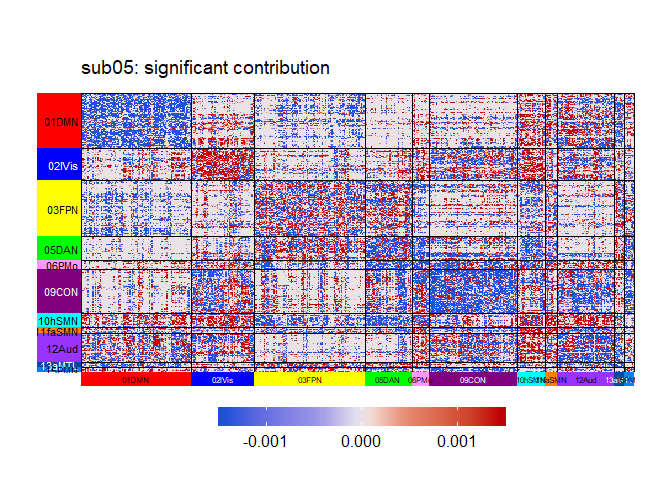 sub05: significant contribution
01DMN
02lVis
03FPN
05DAN
06PMo
09CON
10hSMN
12Aud
01DMN
02lVis
03FPN
05DAN
06PMo
09CON
12Aud
-0.001
0.000
0.001